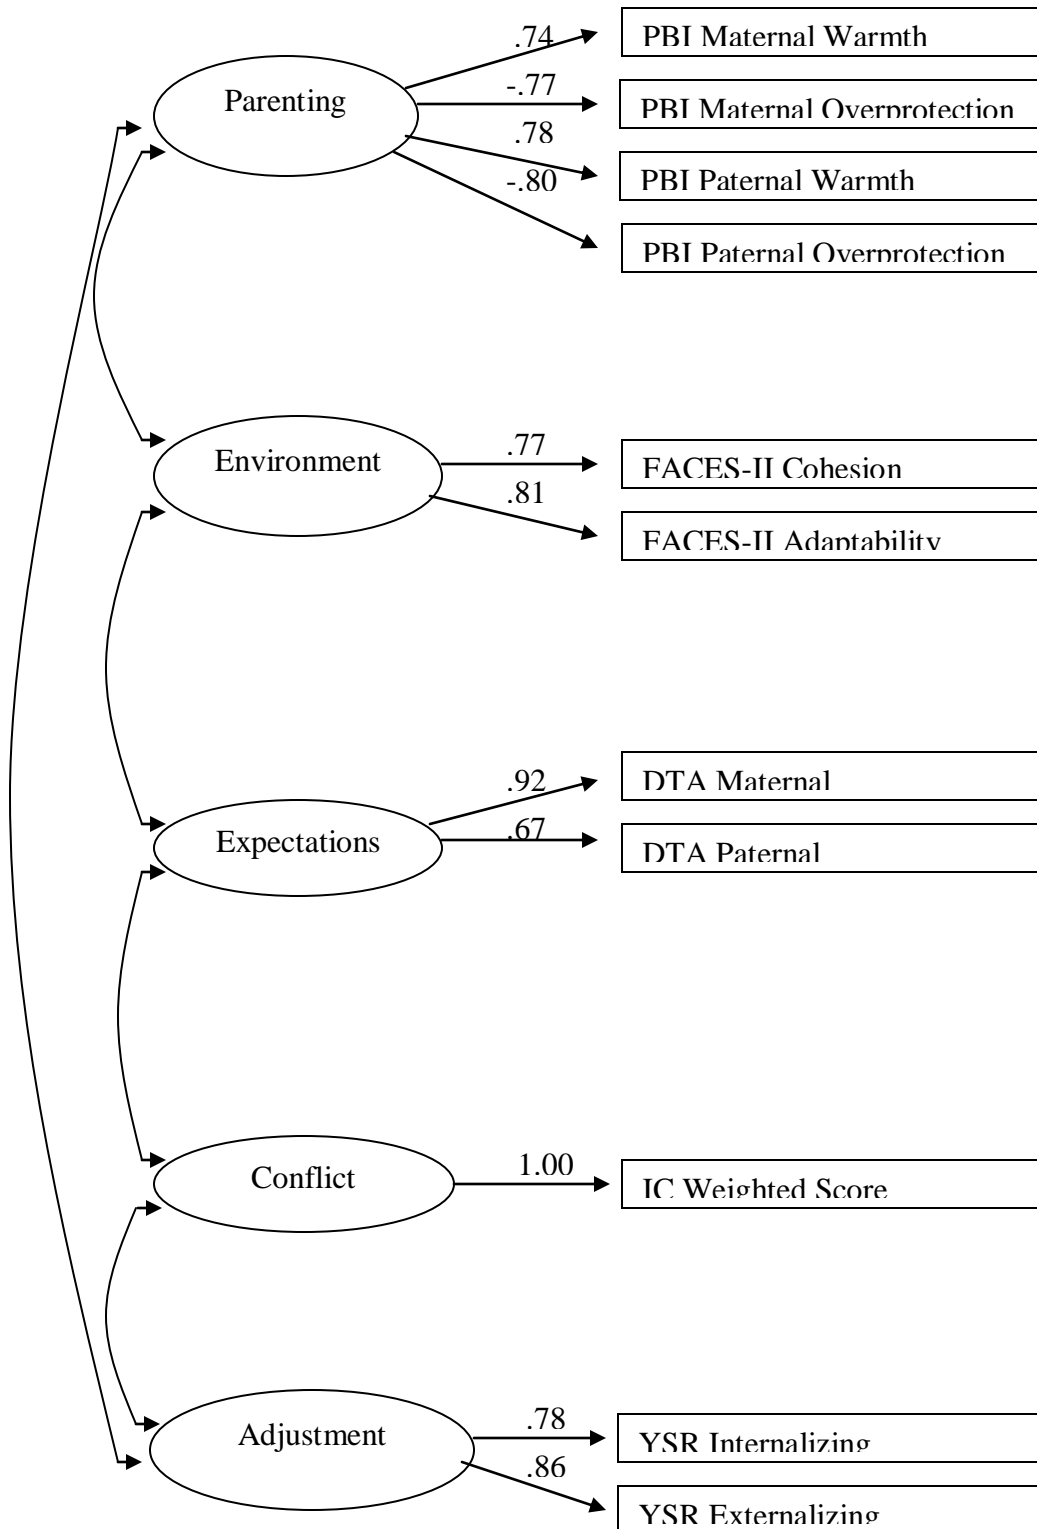 .74
PBI Maternal Warmth
Parenting
-.77
PBI Maternal Overprotection
.78
PBI Paternal Warmth
-.80
PBI Paternal Overprotection
Environment
.77
FACES-II Cohesion
.81
FACES-II Adaptability
.92
DTA Maternal
Expectations
.67
DTA Paternal
Conflict
1.00
IC Weighted Score
Adjustment
.78
YSR Internalizing
.86
YSR Externalizing